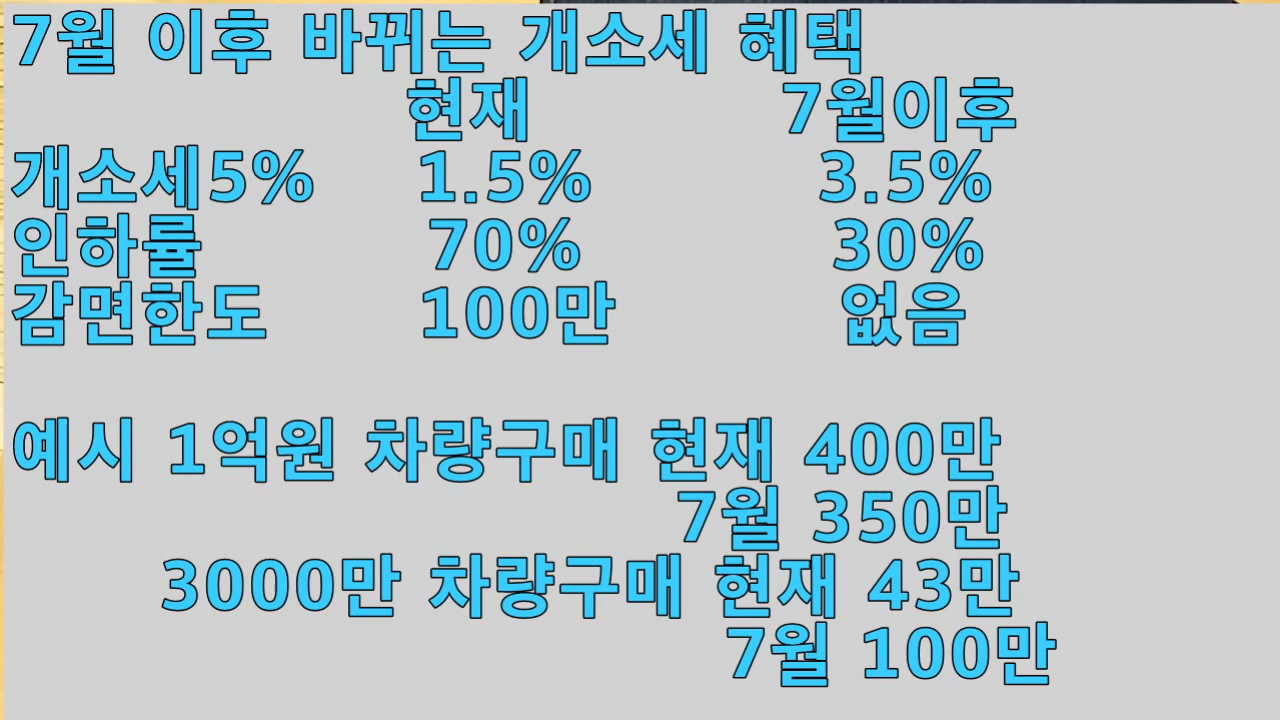 7월 이후 바뀌는 개소세 혜택
현재 7월이후
개소세5% 1.5% 3.5%
인하률 70% 30%
감면한도 100만 없음
예시 1억원 차량구매 현재 400만
7월 350만
3000만 차량구매 현재 43만
7월 100만